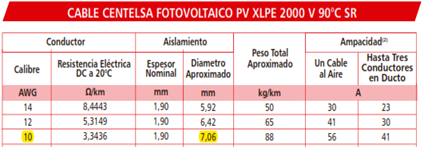 CABLE CENTELSA FOTOVOLTAICO PV XLPE 2000 V 90°C SR
Conductor Aislamiento Peso Total Aproximado Ampacidad(2)
Calibre Resistencia Eléctrica DC a 20°C Espesor Nominal Diametro Aproximado Un Cable al Aire Hasta Tres Conductores en Ducto
AWG Ω/km mm mm kg/km A
14 8,4443 1,90 5,92 50 30 23
12 5,3149 1,90 6,42 65 41 30
10 3,3436 1,90 7,06 88 56 41